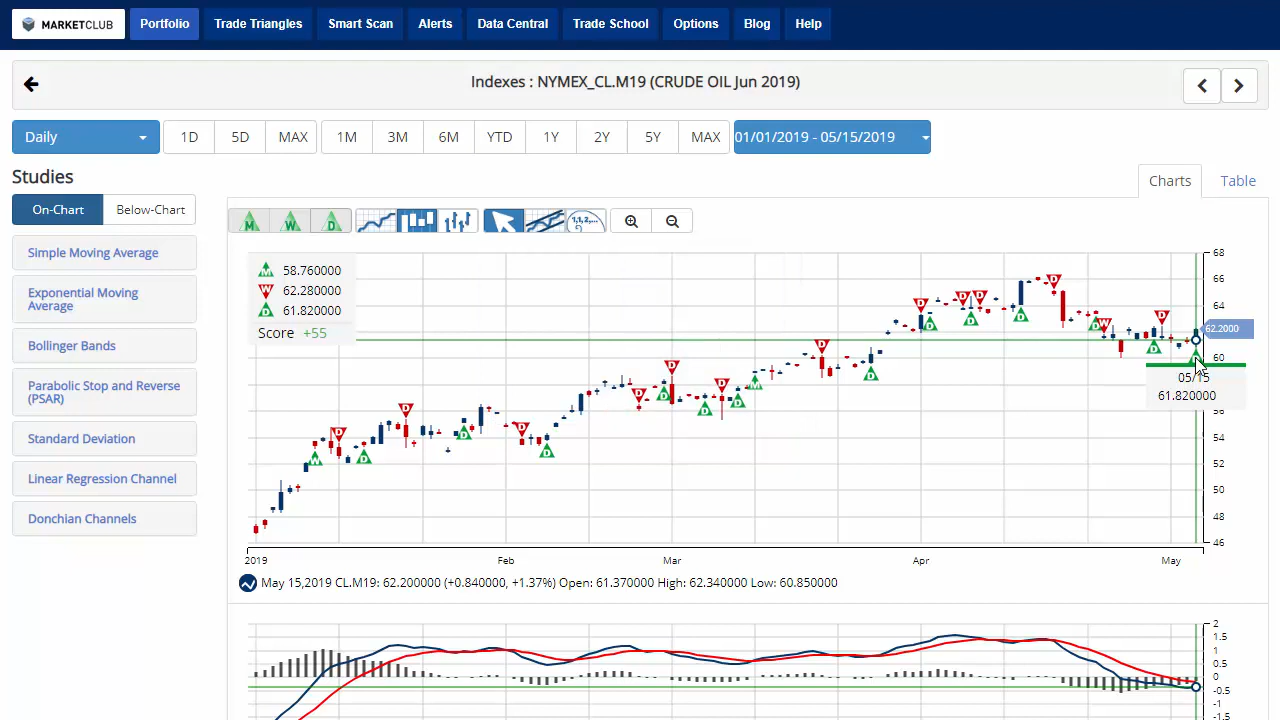 MARKETCLUB Portfolio Trade Triangles Smart Scan Alerts Data Central Trade School Options Blog Help
Indexes : NYMEX_CL.M19 (CRUDE OIL Jun 2019)
Daily 1D 5D MAX 1M 3M 6M YTD 1Y 2Y 5Y MAX 01/01/2019 - 05/15/2019
Studies
Charts Table
On-Chart Below-Chart
M W D
Simple Moving Average
Exponential Moving
Average
Bollinger Bands
Parabolic Stop and Reverse
(PSAR)
Standard Deviation
Linear Regression Channel
Donchian Channels
M 58.760000
W 62.280000
D 61.820000
Score +55
68
66
64
62.2000
60
05/15
61.820000
56
54
52
50
48
46
2019 Feb Mar Apr May
May 15,2019 CL.M19: 62.200000 (+0.840000, +1.37%) Open: 61.370000 High: 62.340000 Low: 60.850000
2
1.5
1
0.5
0
-0.5
-1
-1.5